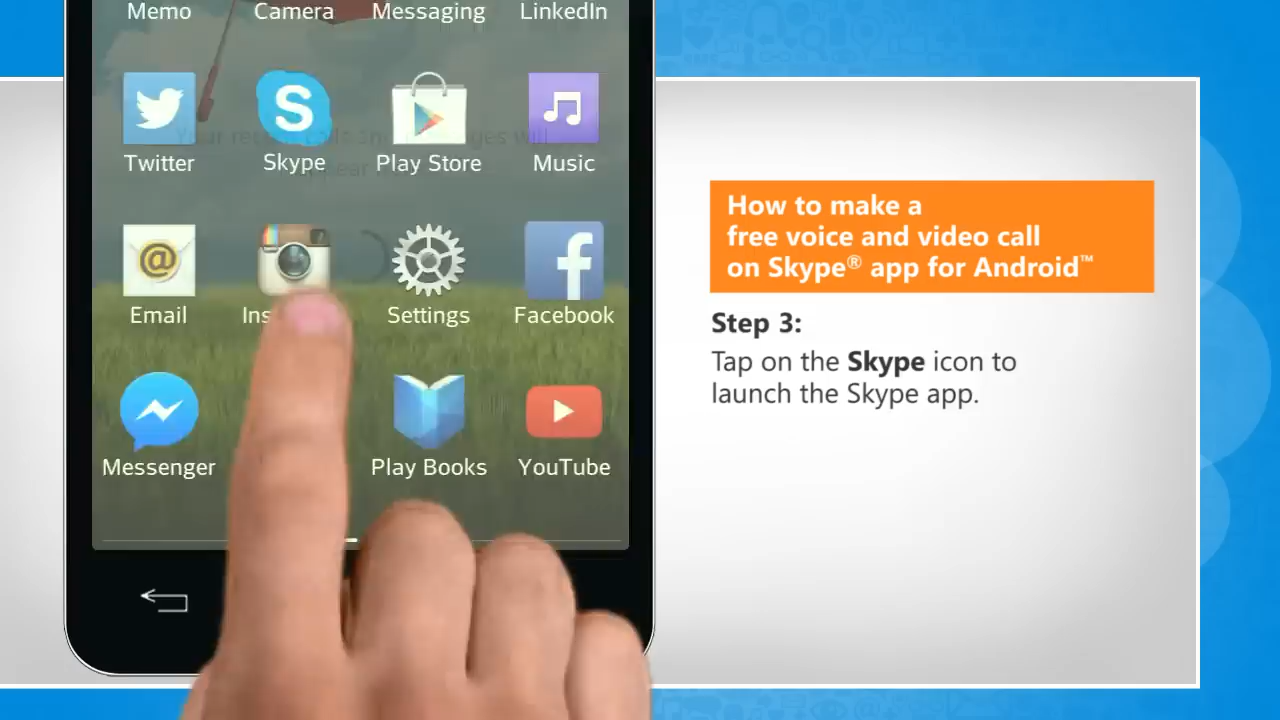 Memo Camera Messaging LinkedIn
Twitter Skype Play Store Music
Email Ins Settings Facebook
Messenger Play Books YouTube
How to make a
free voice and video call
on Skype® app for Android™
Step 3:
Tap on the Skype icon to
launch the Skype app.